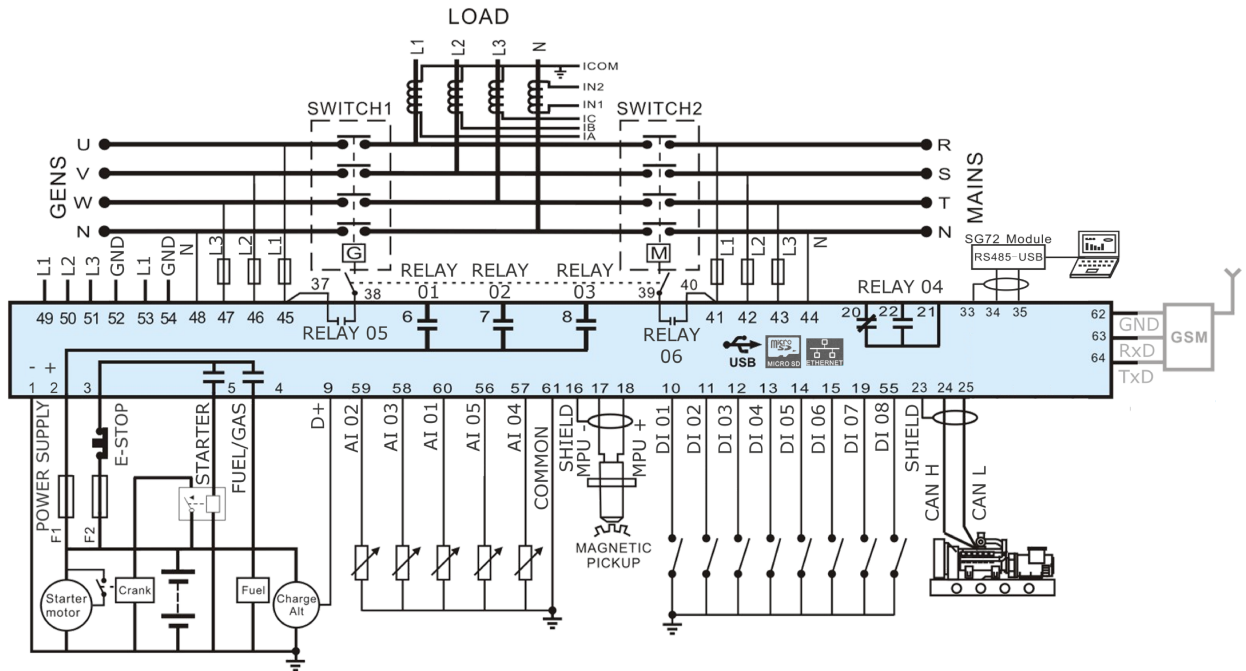 LOAD
L1
L2
L3
N
ICOM
IN2
IN1
IC
IB
IA
SWITCH1
SWITCH2
GENS
U
V
W
N
R
S
T
N
MAINS
SG72 Module
RS485-USB
L1
L2
L3
GND
L1
GND
N
L3
L2
L1
G
M
L1
L2
L3
N
37
38
RELAY
01
RELAY
02
RELAY
03
39
40
RELAY 04
49
50
51
52
53
54
48
47
46
45
RELAY 05
6
7
8
RELAY
06
41
42
43
44
20
22
21
33
34
35
62
63
64
GND
RxD
TxD
GSM
USB
micro
SD
MICRO SD
ETHERNET
- +
1
2
3
5
4
9
59
58
60
56
57
61
16
17
18
10
11
12
13
14
15
19
55
23
24
25
POWER SUPPLY
E-STOP
STARTER
FUEL/GAS
D+
AI 02
AI 03
AI 01
AI 05
AI 04
COMMON
SHIELD
MPU -
MPU +
DI 01
DI 02
DI 03
DI 04
DI 05
DI 06
DI 07
DI 08
SHIELD
CAN H
CAN L
F1
F2
MAGNETIC
PICKUP
Starter
motor
Crank
Fuel
Charge
Alt